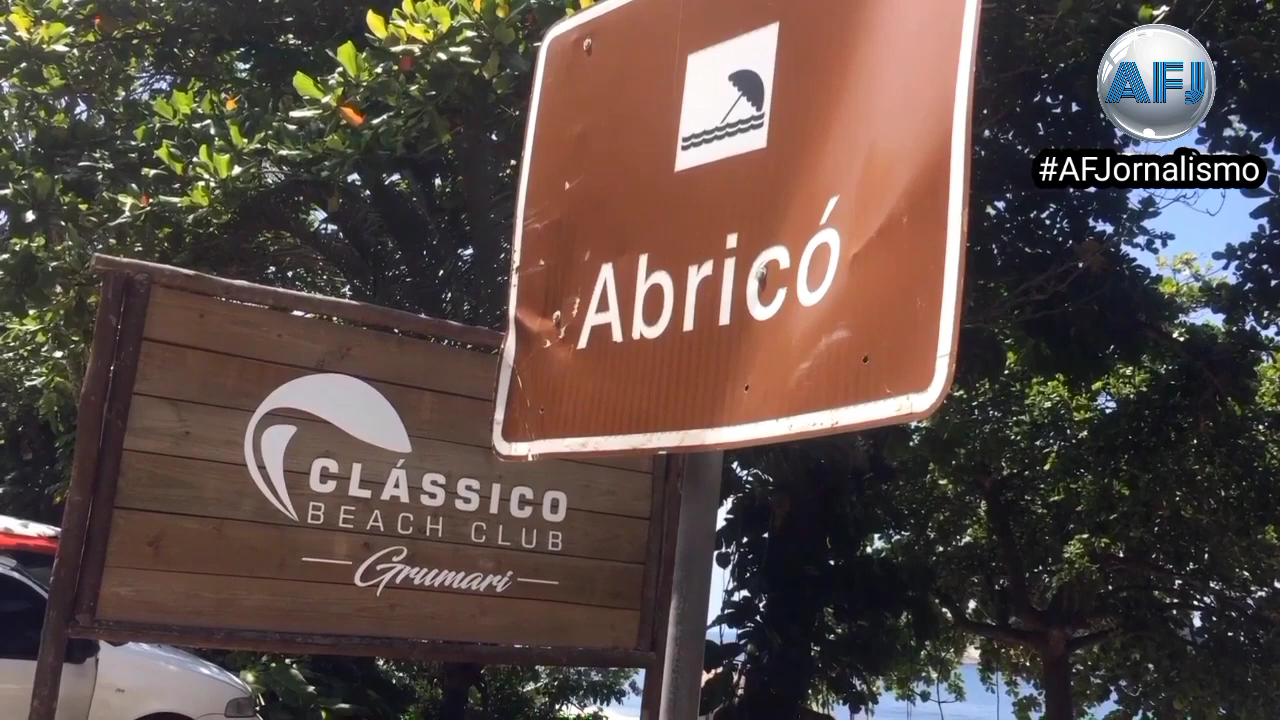 AFJ
#AFJornalismo
Abricó
CLÁSSICO
BEACH CLUB
Grumari